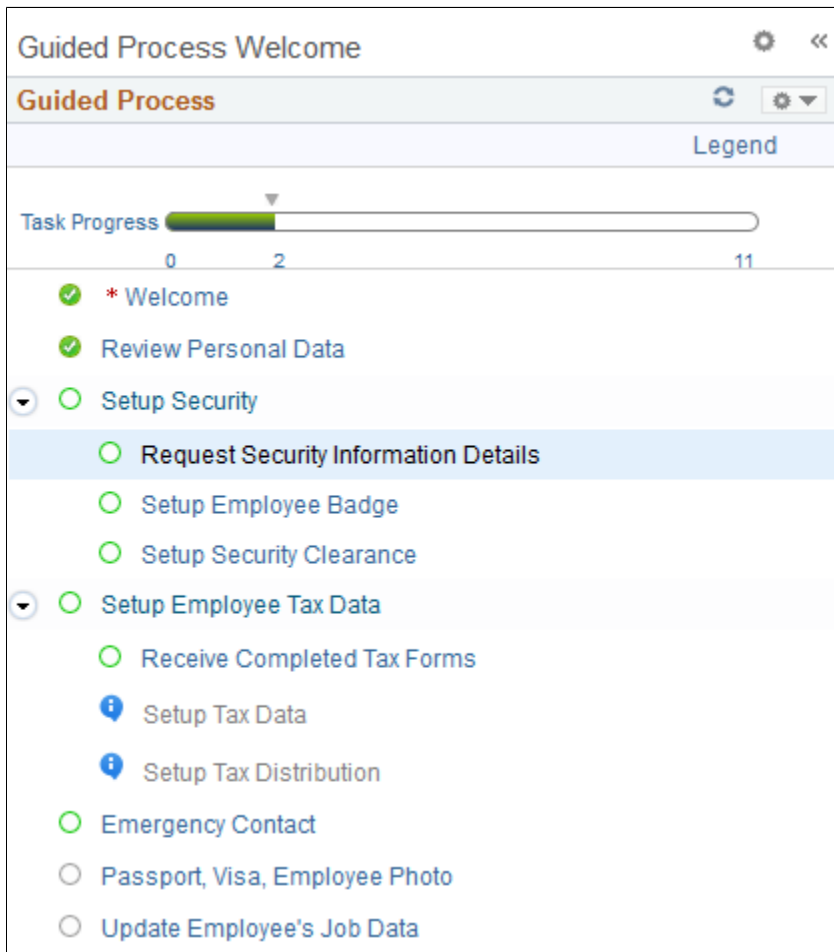 Guided Process Welcome
Guided Process
Legend
Task Progress
0 2 11
* Welcome
Review Personal Data
Setup Security
Request Security Information Details
Setup Employee Badge
Setup Security Clearance
Setup Employee Tax Data
Receive Completed Tax Forms
Setup Tax Data
Setup Tax Distribution
Emergency Contact
Passport, Visa, Employee Photo
Update Employee's Job Data